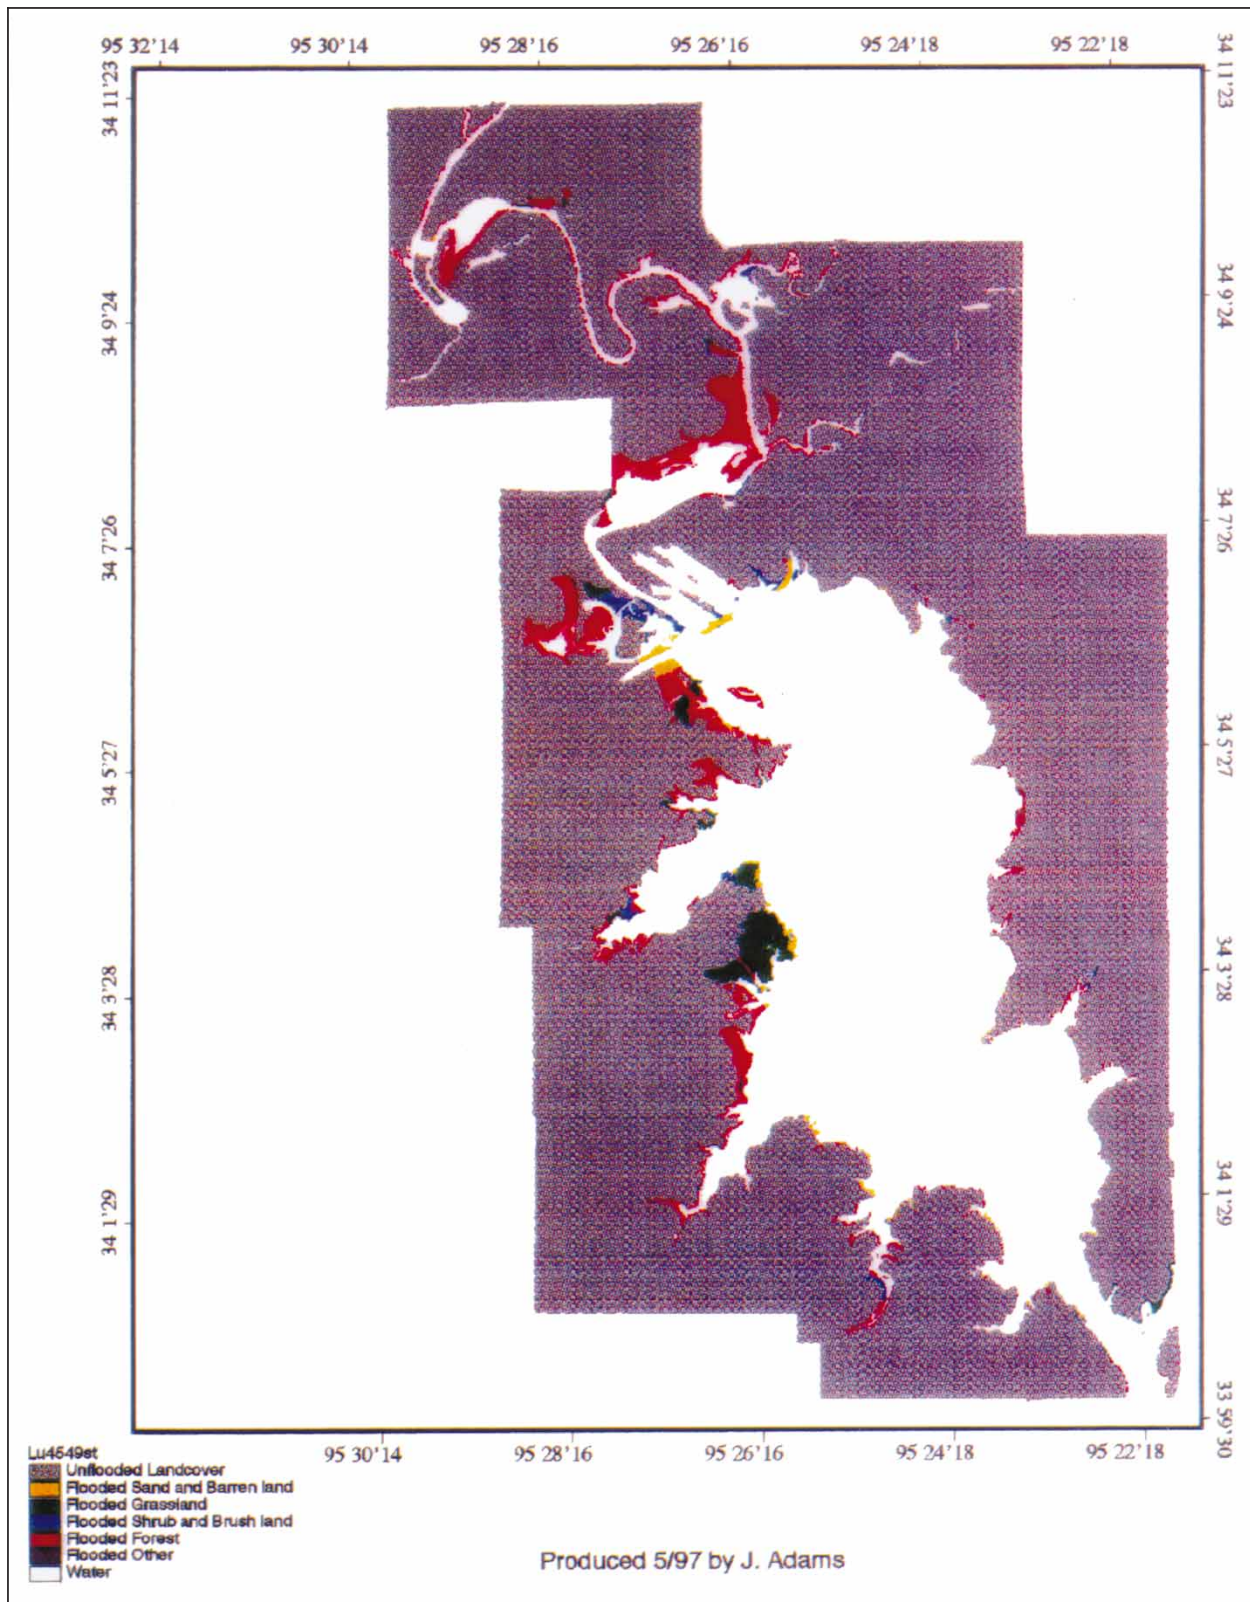 95 32'14 95 30'14 95 28'16 95 26'16 95 24'18 95 22'18
34 11'23 34 11'23
34 9'24 34 9'24
34 7'26 34 7'26
34 5'27 34 5'27
34 3'28 34 3'28
34 1'29 34 1'29
33 59'30
95 30'14 95 28'16 95 26'16 95 24'18 95 22'18
Lu4549st
Unflooded Landcover
Flooded Sand and Barren land
Flooded Grassland
Flooded Shrub and Brush land
Flooded Forest
Flooded Other
Water
Produced 5/97 by J. Adams